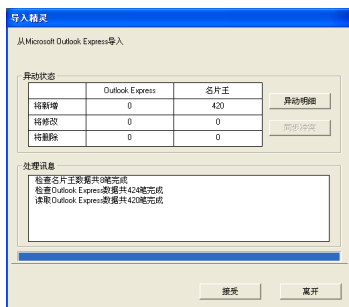 导入精灵
从Microsoft Outlook Express导入
异动状态
Outlook Express 名片王
将新增 0 420 异动明细
将修改 0 0 同步冲突
将删除 0 0
处理讯息
检查名片王数据共8笔完成
检查Outlook Express数据共424笔完成
读取Outlook Express数据共420笔完成
接受 离开